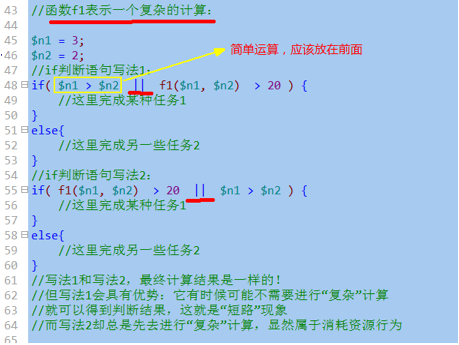 43 //函数f1表示一个复杂的计算:
44
45 $n1 = 3;
46 $n2 = 2;
简单运算，应该放在前面
47 //if判断语句写法1:
48 if( $n1 > $n2 || f1($n1, $n2) > 20 ) {
49 //这里完成某种任务1
50 }
51 else{
52 //这里完成另一些任务2
53 }
54 //if判断语句写法2:
55 if( f1($n1, $n2) > 20 || $n1 > $n2 ) {
56 //这里完成某种任务1
57 }
58 else{
59 //这里完成另一些任务2
60 }
61 //写法1和写法2，最终计算结果是一样的！
62 //但写法1会具有优势：它有时候可能不需要进行“复杂”计算
63 //就可以得到判断结果，这就是“短路”现象
64 //而写法2却总是先去进行“复杂”计算，显然属于消耗资源行为
65